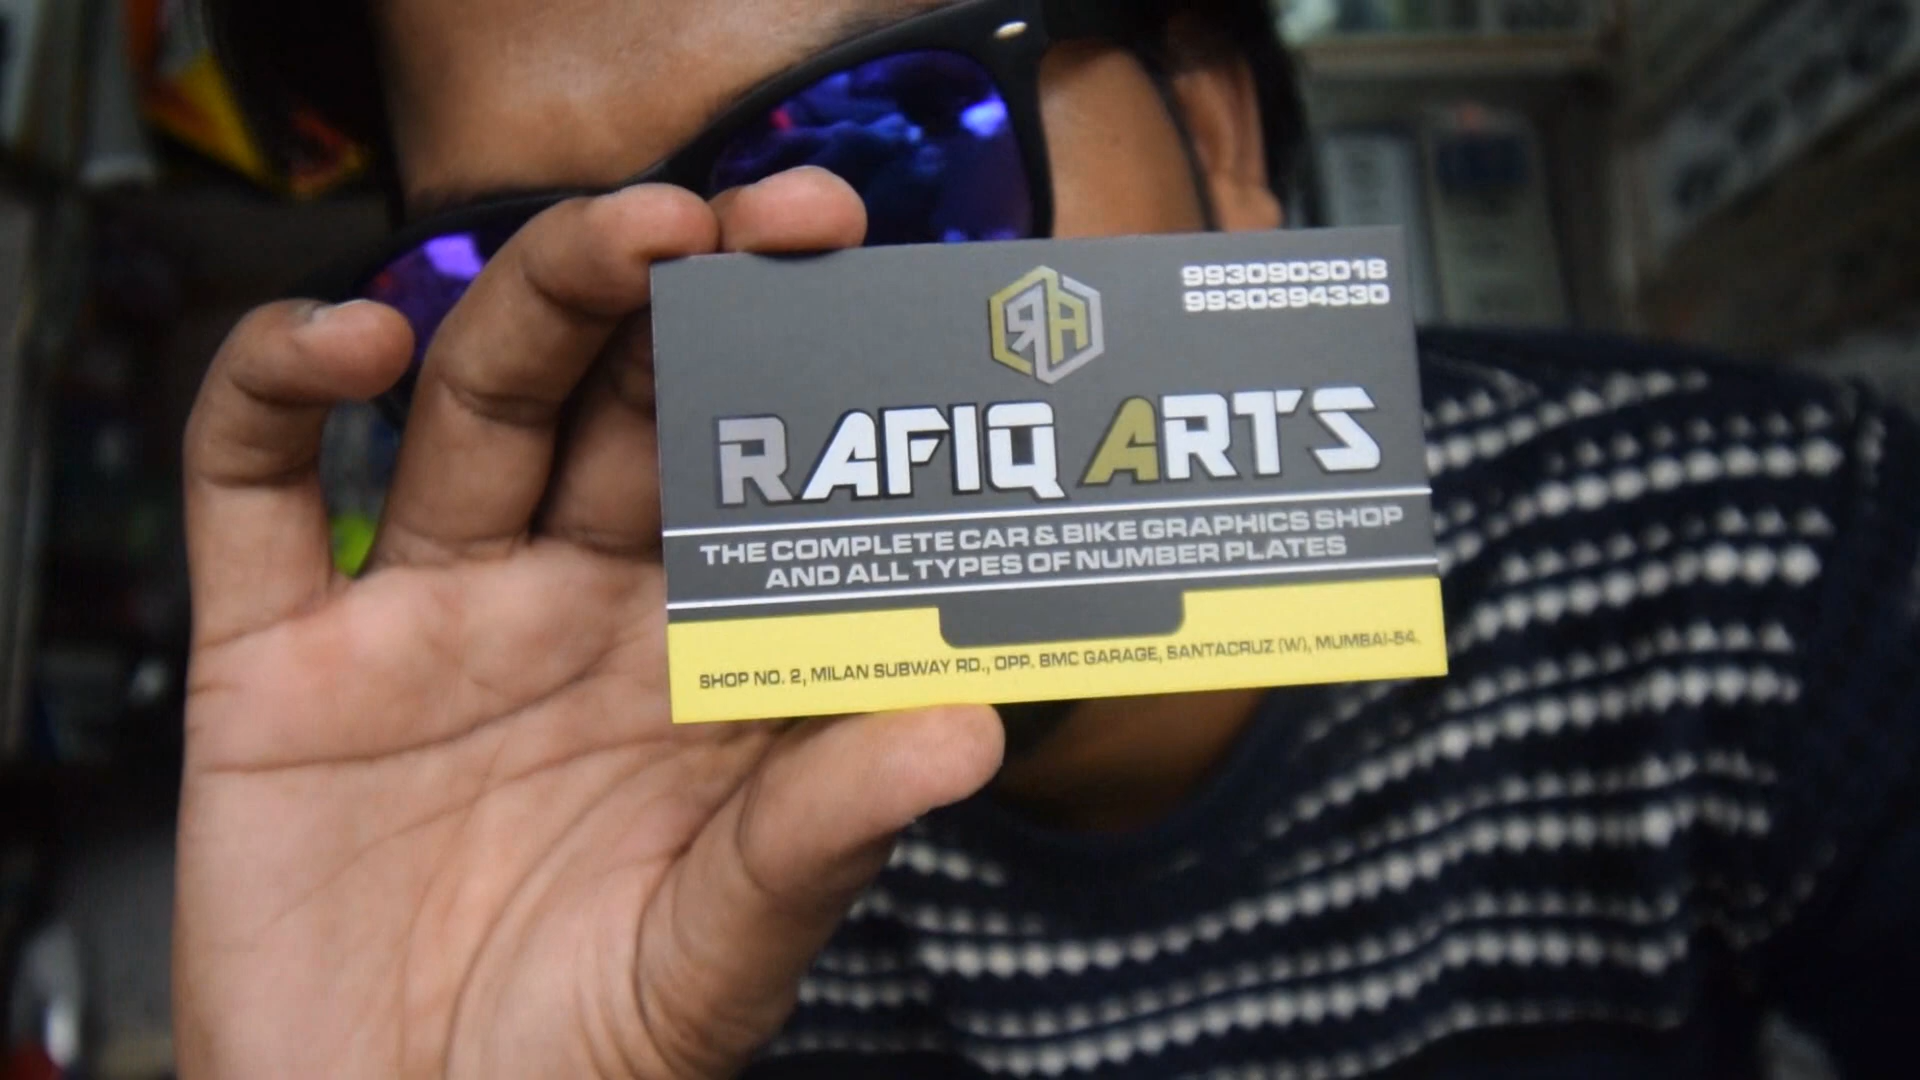 9930903018
9930394330
RA
RAFIQ ARTS
THE COMPLETE CAR & BIKE GRAPHICS SHOP
AND ALL TYPES OF NUMBER PLATES
SHOP NO. 2, MILAN SUBWAY RD., OPP. BMC GARAGE, SANTACRUZ (W), MUMBAI-54.